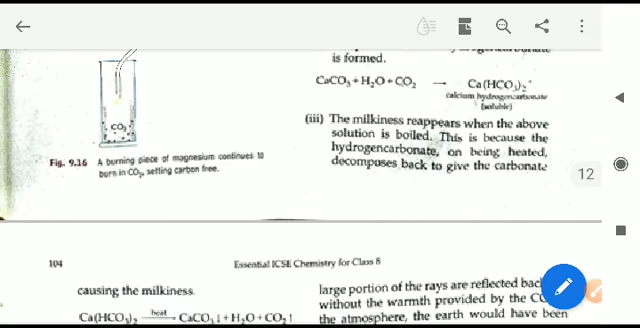 is formed.
CaCO₃ + H₂O + CO₂ → Ca(HCO₃)₂
calcium hydrogencarbonate
(soluble)
(iii) The milkiness reappears when the above
solution is boiled. This is because the
hydrogencarbonate, on being heated,
decomposes back to give the carbonate
CO₂
Fig. 9.16 A burning piece of magnesium continues to
burn in CO₂, setting carbon free.
12
104
Essential ICSE Chemistry for Class 8
causing the milkiness.
Ca(HCO₃)₂ heat → CaCO₃↓ + H₂O + CO₂↑
large portion of the rays are reflected
without the warmth provided by the
the atmosphere, the earth would have been